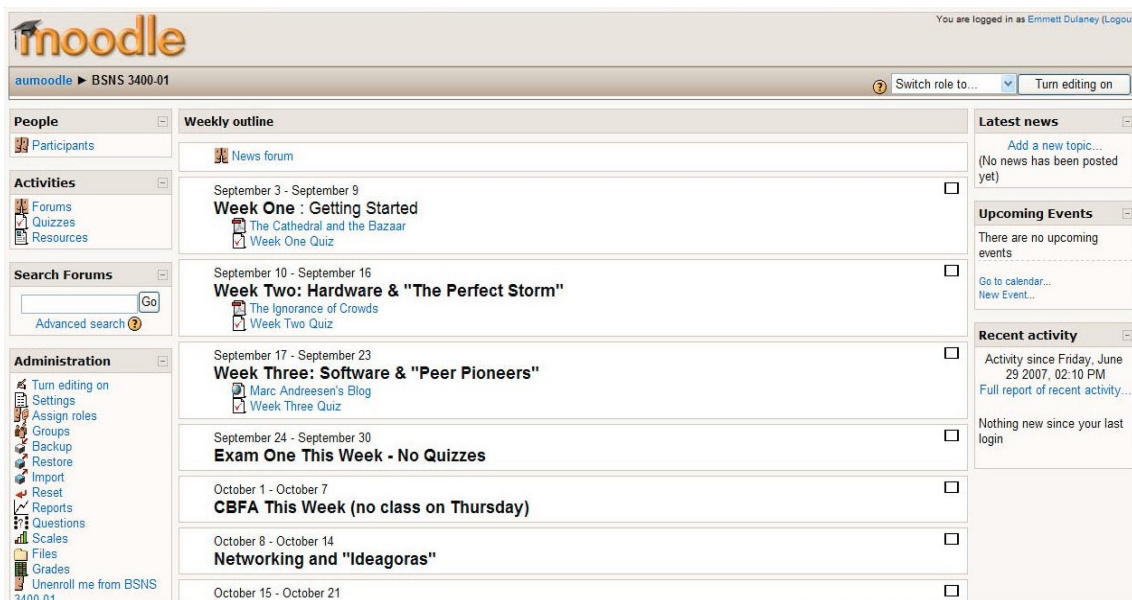 moodle
You are logged in as Emmett Dulaney (Logou
aumoodle ► BSNS 3400-01
Switch role to...
Turn editing on
People
Participants
Activities
Forums
Quizzes
Resources
Search Forums
Go
Advanced search
Administration
Turn editing on
Settings
Assign roles
Groups
Backup
Restore
Import
Reset
Reports
Questions
Scales
Files
Grades
Unenroll me from BSNS
3400-01
Weekly outline
News forum
September 3 - September 9
Week One : Getting Started
The Cathedral and the Bazaar
Week One Quiz
September 10 - September 16
Week Two: Hardware & "The Perfect Storm"
The Ignorance of Crowds
Week Two Quiz
September 17 - September 23
Week Three: Software & "Peer Pioneers"
Marc Andreesen's Blog
Week Three Quiz
September 24 - September 30
Exam One This Week - No Quizzes
October 1 - October 7
CBFA This Week (no class on Thursday)
October 8 - October 14
Networking and "Ideagoras"
October 15 - October 21
Latest news
Add a new topic...
(No news has been posted
yet)
Upcoming Events
There are no upcoming
events
Go to calendar...
New Event...
Recent activity
Activity since Friday, June
29 2007, 02:10 PM
Full report of recent activity...
Nothing new since your last
login